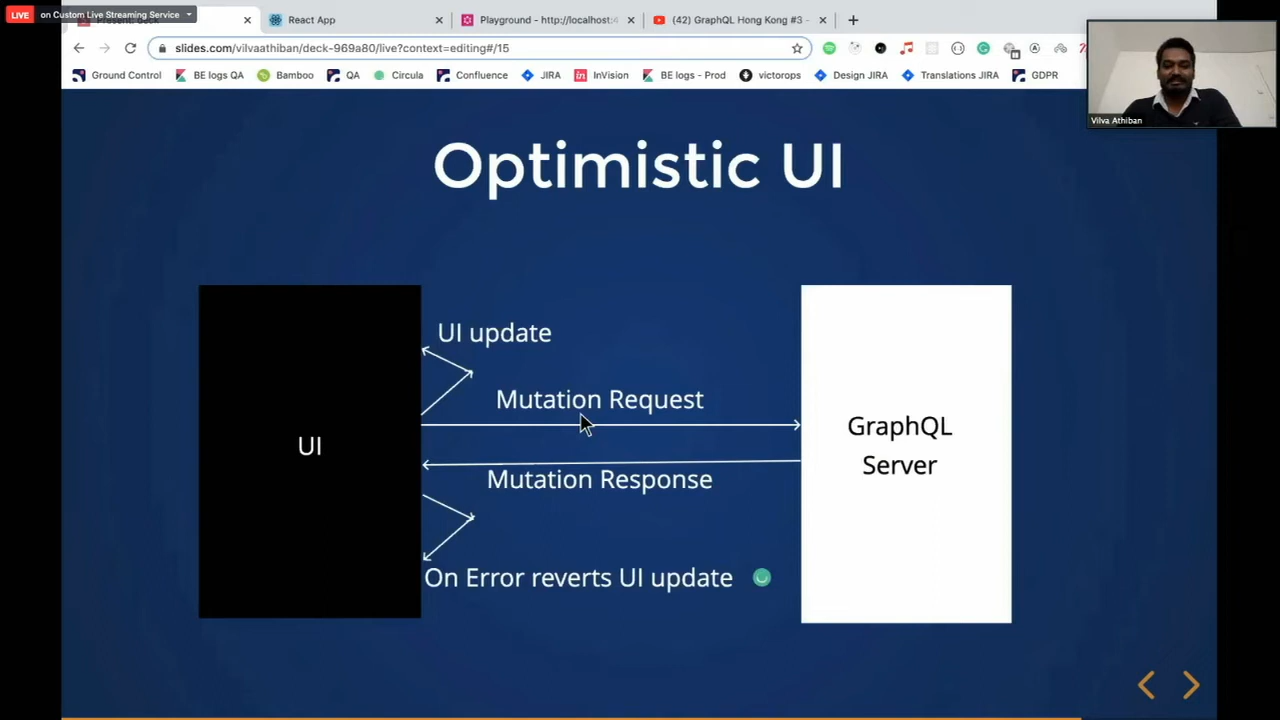 LIVE on Custom Live Streaming Service
React App
Playground - http://localhost:4
(42) GraphQL Hong Kong #3 -
slides.com/vilvaathiban/deck-969a80/live?context=editing#/15
Ground Control
BE logs QA
Bamboo
QA
Circula
Confluence
JIRA
InVision
BE logs - Prod
victorops
Design JIRA
Translations JIRA
GDPR
Vilva Athiban
Optimistic UI
UI update
Mutation Request
UI
GraphQL
Server
Mutation Response
On Error reverts UI update